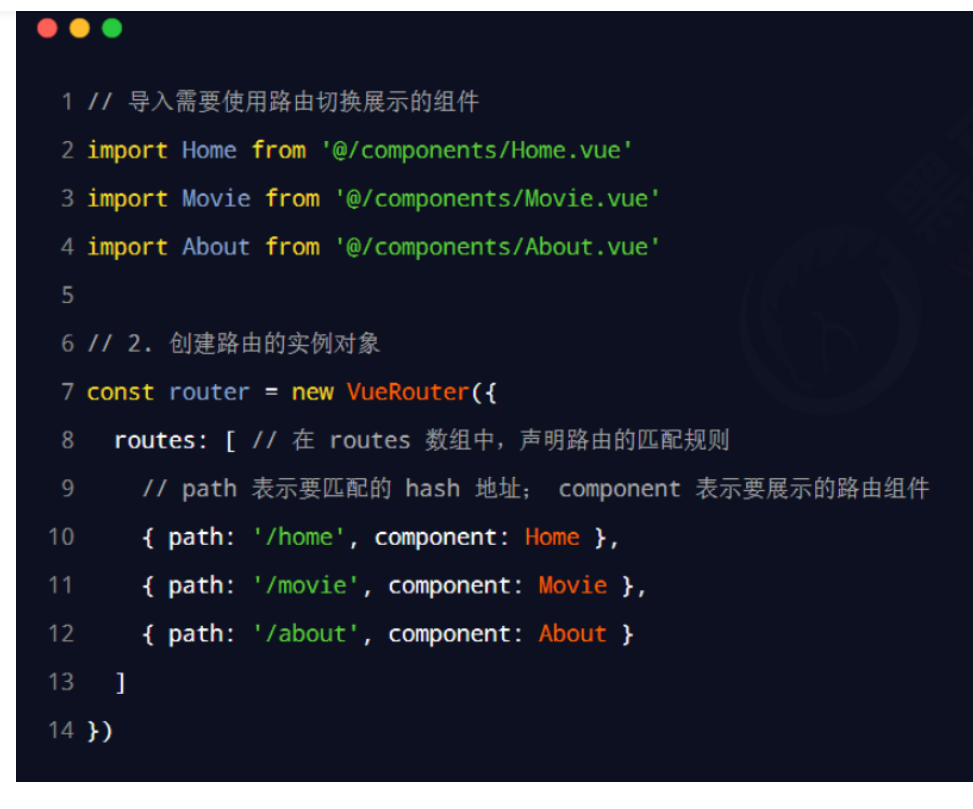 1 // 导入需要使用路由切换展示的组件
2 import Home from '@/components/Home.vue'
3 import Movie from '@/components/Movie.vue'
4 import About from '@/components/About.vue'
5
6 // 2. 创建路由的实例对象
7 const router = new VueRouter({
8   routes: [ // 在 routes 数组中，声明路由的匹配规则
9     // path 表示要匹配的 hash 地址； component 表示要展示的路由组件
10     { path: '/home', component: Home },
11     { path: '/movie', component: Movie },
12     { path: '/about', component: About }
13   ]
14 })